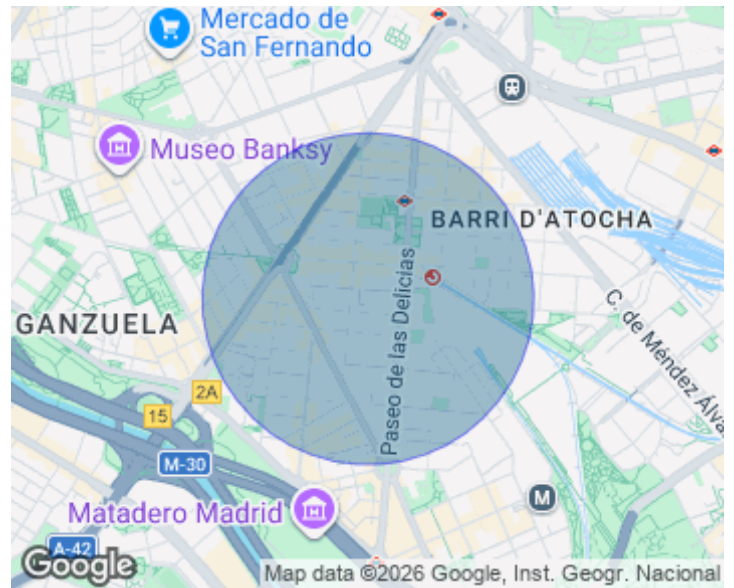 Mercado de
San Fernando
Museo Banksy
BARRI D'ATOCHA
Paseo de las Delicias
GANZUELA
C. de Méndez Álva
2A
15
M-30
M
Matadero Madrid
A-42
Google
Map data ©2026 Google, Inst. Geogr. Nacional